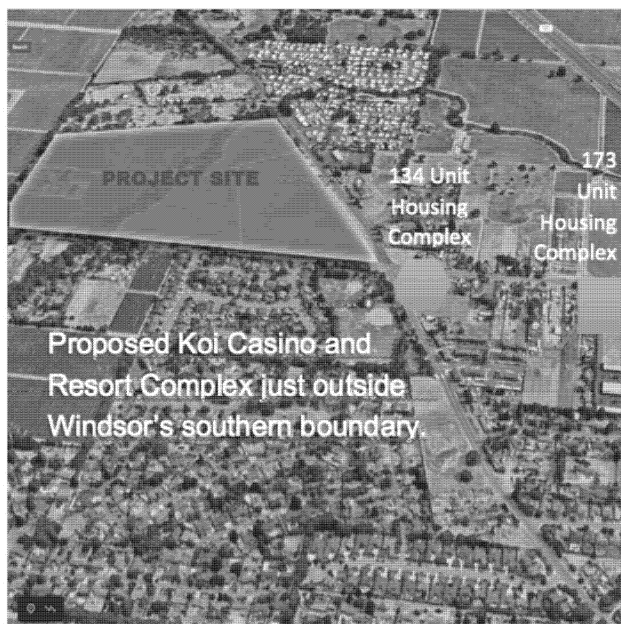 PROJECT SITE
134 Unit
Housing
Complex
173
Unit
Housing
Complex
Proposed Koi Casino and
Resort Complex just outside
Windsor's southern boundary.